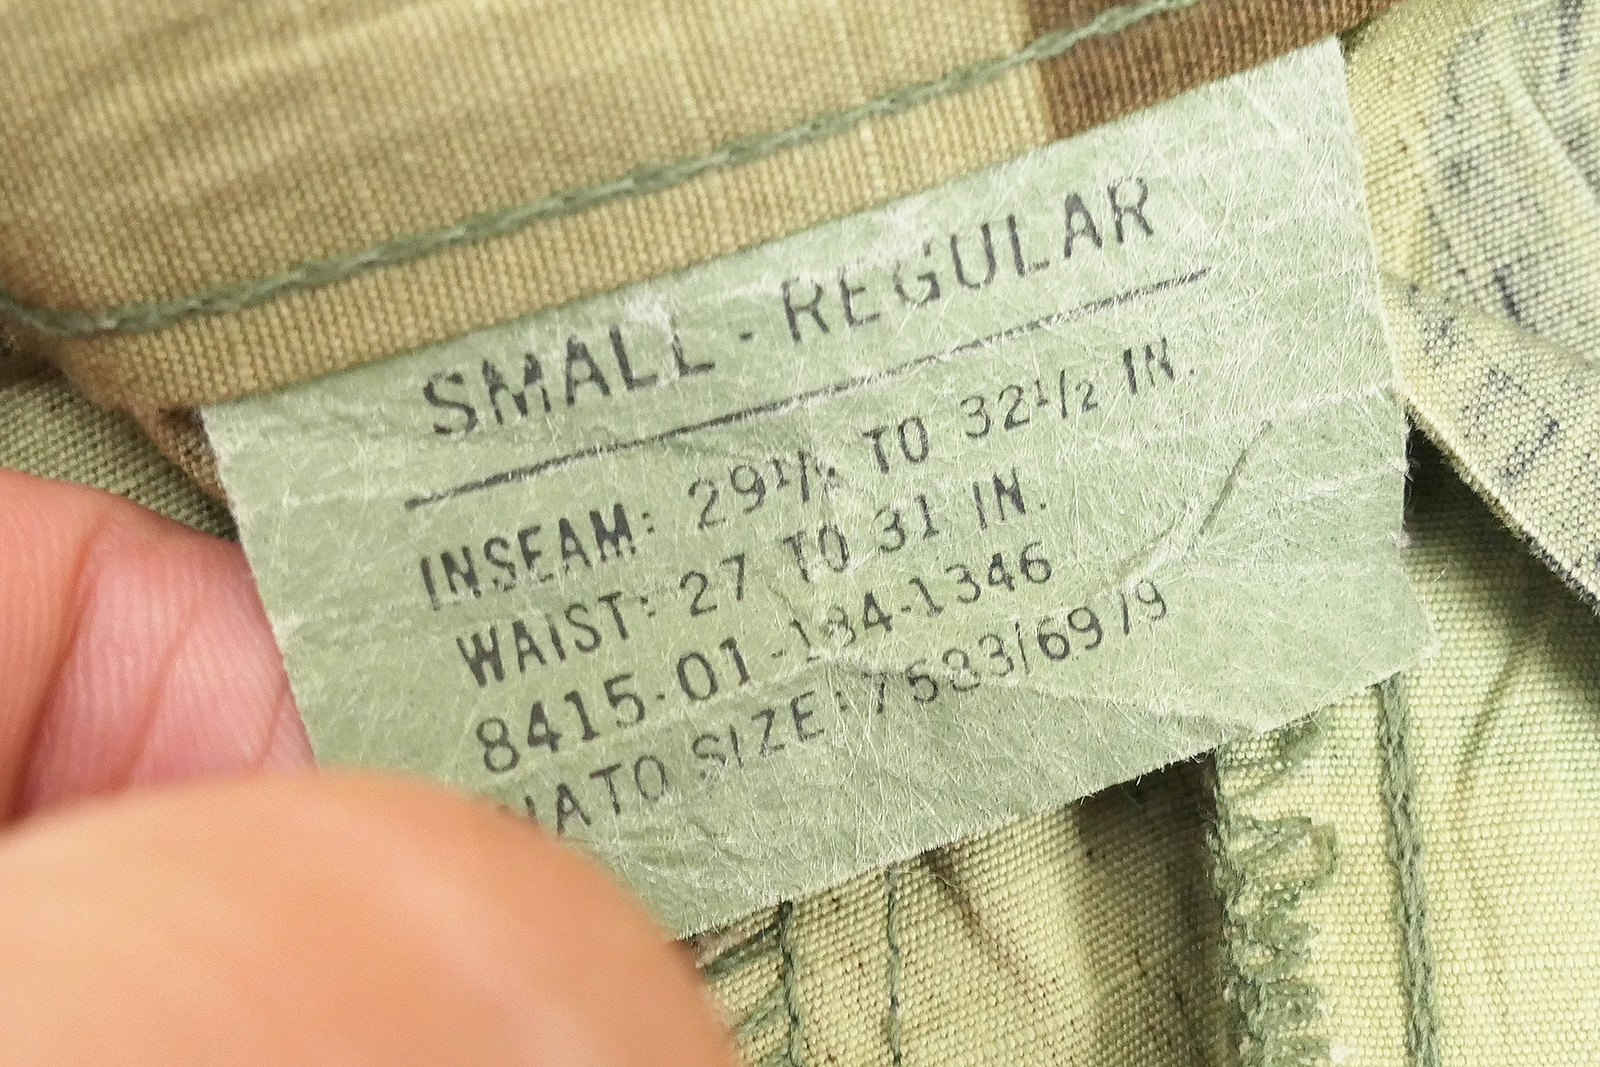 SMALL - REGULAR
INSEAM: 29½ TO 32½ IN.
WAIST: 27 TO 31 IN.
8415-01-184-1346
NATO SIZE: 7583/6979